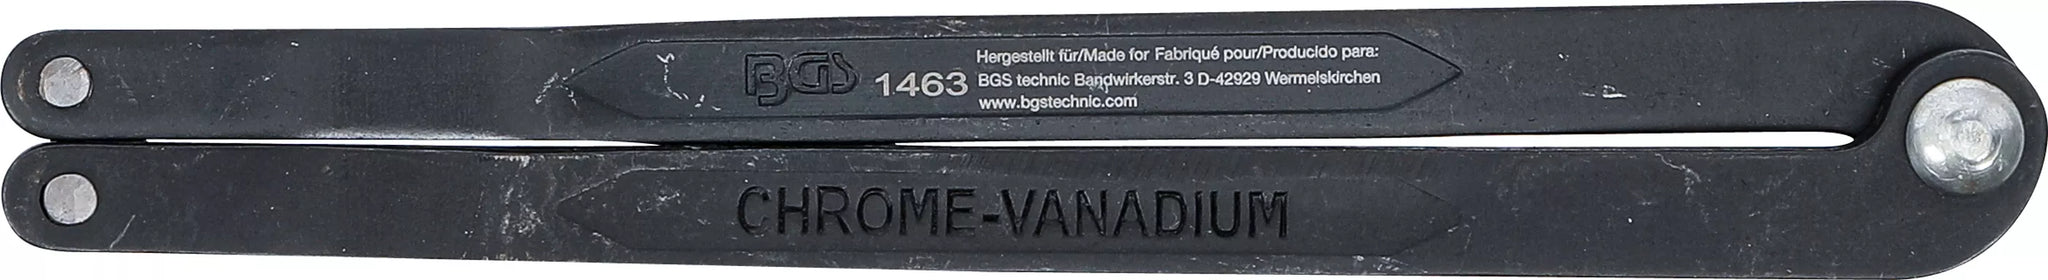 BGS
1463
Hergestellt für/Made for Fabriqué pour/Producido para:
BGS technic Bandwirkerstr. 3 D-42929 Wermelskirchen
www.bgstechnic.com
CHROME-VANADIUM